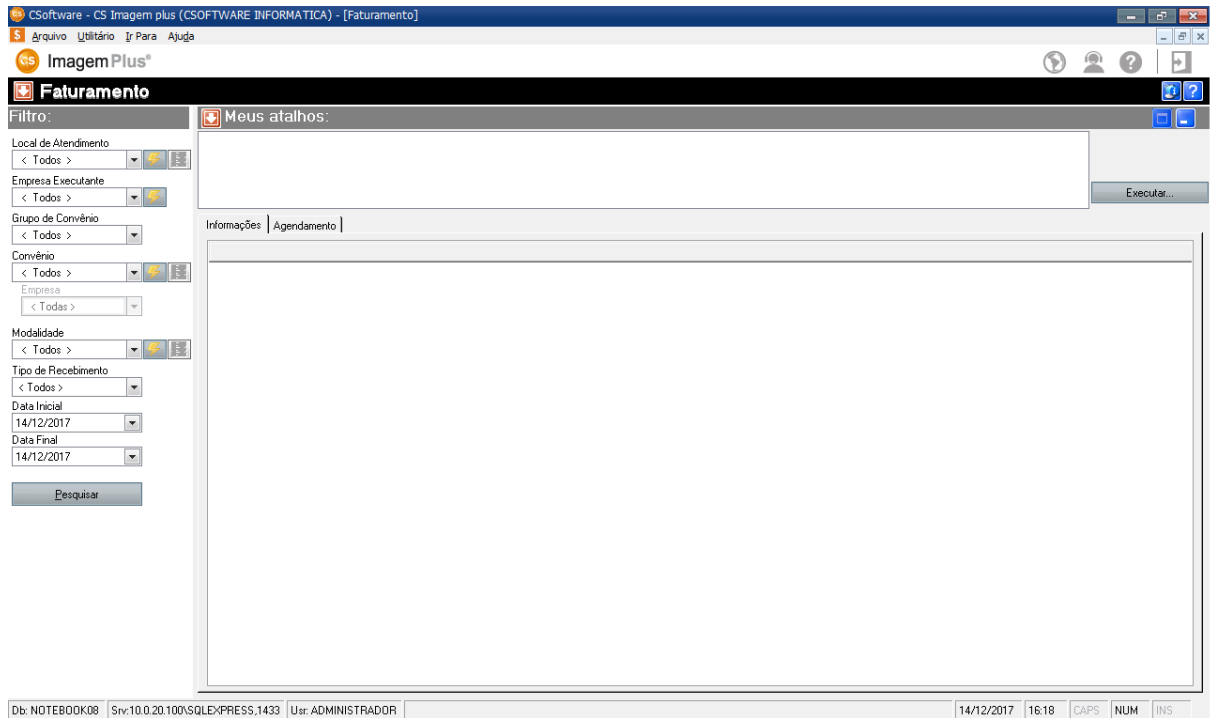 CSoftware - CS Imagem plus (CSOFTWARE INFORMATICA) - [Faturamento]
Arquivo Utilitário Ir Para Ajuda
CS ImagemPlus®
Faturamento
Filtro:
Meus atalhos:
Local de Atendimento
< Todos >
Empresa Executante
< Todos >
Executar...
Grupo de Convênio
< Todos >
Informações Agendamento
Convênio
< Todos >
Empresa
< Todas >
Modalidade
< Todos >
Tipo de Recebimento
< Todos >
Data Inicial
14/12/2017
Data Final
14/12/2017
Pesquisar
Db: NOTEBOOK08 Srv:10.0.20.100\SQLEXPRESS,1433 Usr: ADMINISTRADOR 14/12/2017 16:18 CAPS NUM INS